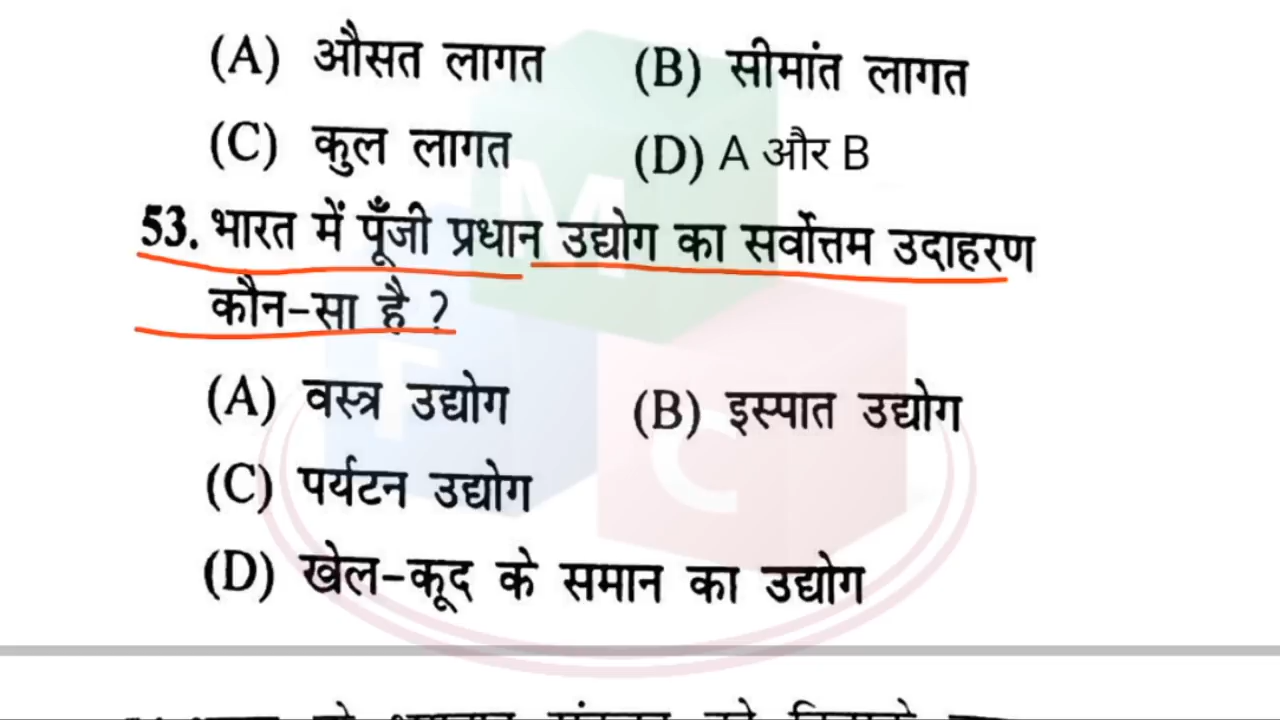 (A) औसत लागत (B) सीमांत लागत
(C) कुल लागत (D) A और B
53. भारत में पूँजी प्रधान उद्योग का सर्वोत्तम उदाहरण
कौन-सा है ?
(A) वस्त्र उद्योग (B) इस्पात उद्योग
(C) पर्यटन उद्योग
(D) खेल-कूद के समान का उद्योग
M
F
C